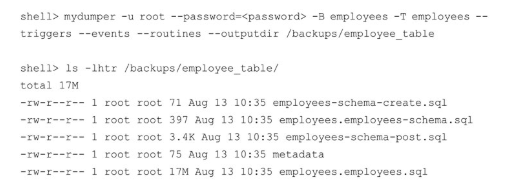 shell> mydumper -u root --password=<password> -B employees -T employees --
triggers --events --routines --outputdir /backups/employee_table
shell> ls -lhtr /backups/employee_table/
total 17M
-rw-r--r-- 1 root root 71 Aug 13 10:35 employees-schema-create.sql
-rw-r--r-- 1 root root 397 Aug 13 10:35 employees.employees-schema.sql
-rw-r--r-- 1 root root 3.4K Aug 13 10:35 employees-schema-post.sql
-rw-r--r-- 1 root root 75 Aug 13 10:35 metadata
-rw-r--r-- 1 root root 17M Aug 13 10:35 employees.employees.sql